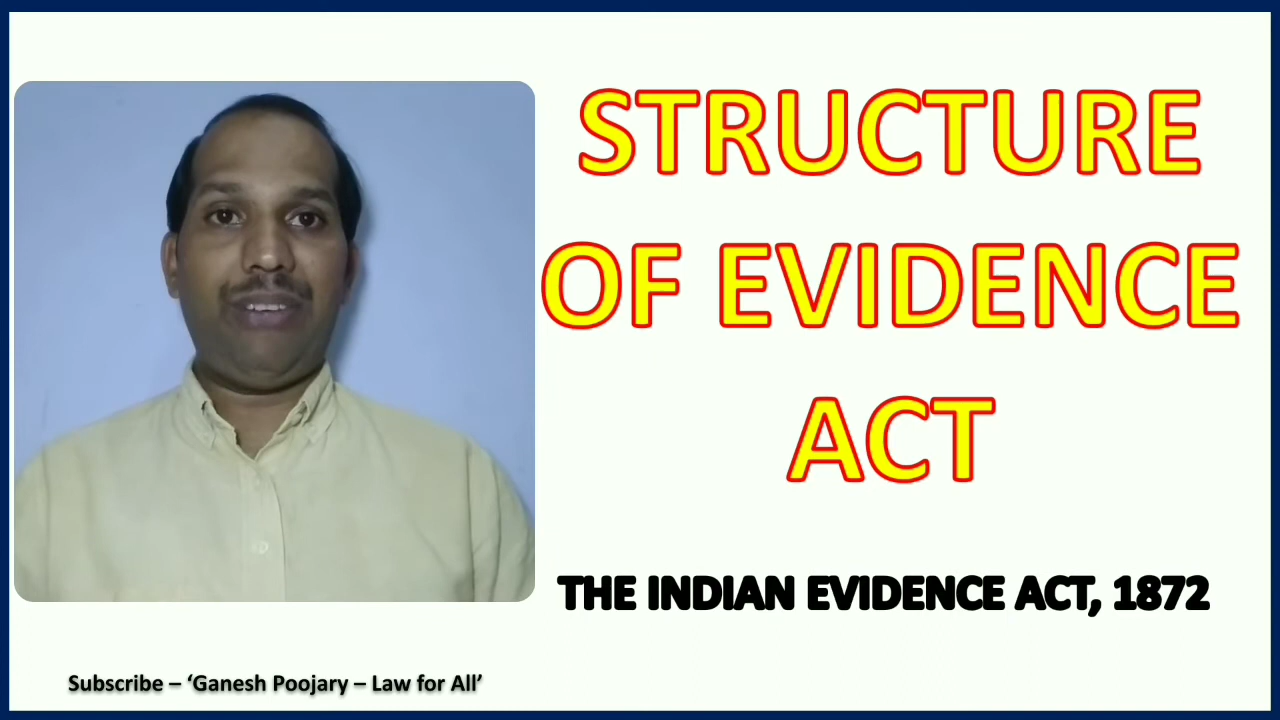 STRUCTURE
OF EVIDENCE
ACT
THE INDIAN EVIDENCE ACT, 1872
Subscribe – ‘Ganesh Poojary – Law for All’